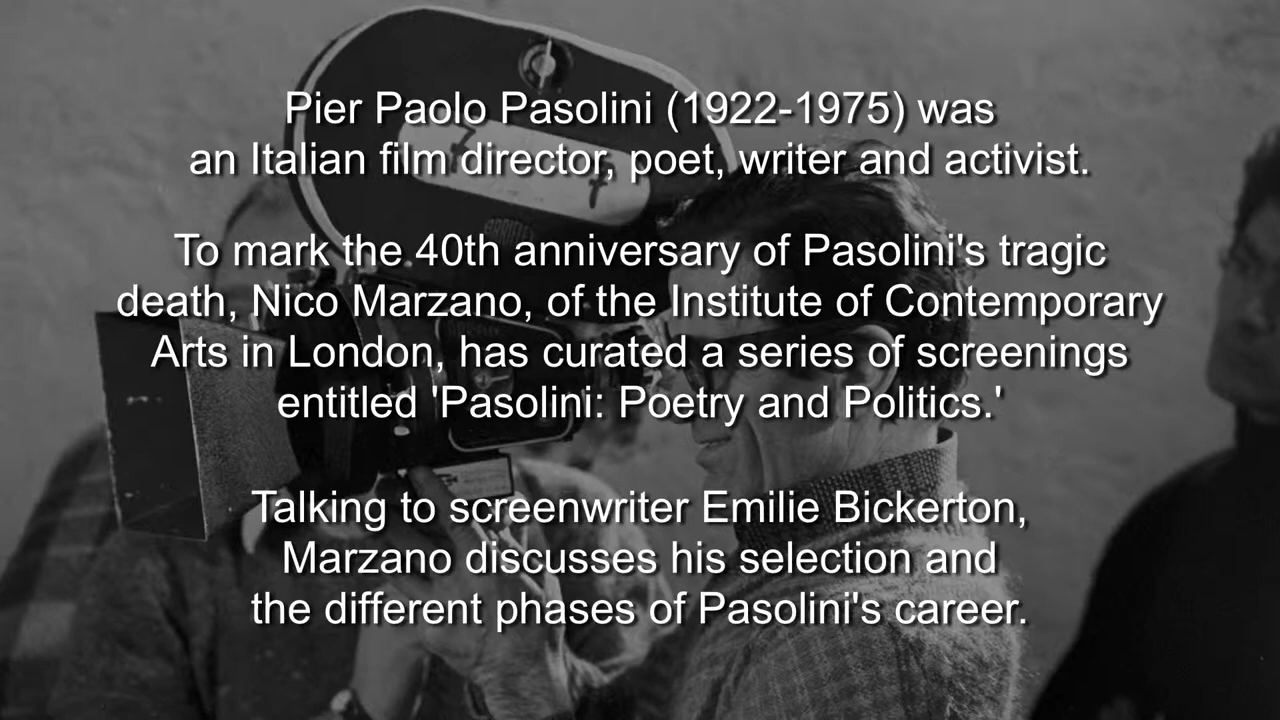 Pier Paolo Pasolini (1922-1975) was
an Italian film director, poet, writer and activist.
To mark the 40th anniversary of Pasolini's tragic
death, Nico Marzano, of the Institute of Contemporary
Arts in London, has curated a series of screenings
entitled 'Pasolini: Poetry and Politics.'
Talking to screenwriter Emilie Bickerton,
Marzano discusses his selection and
the different phases of Pasolini's career.